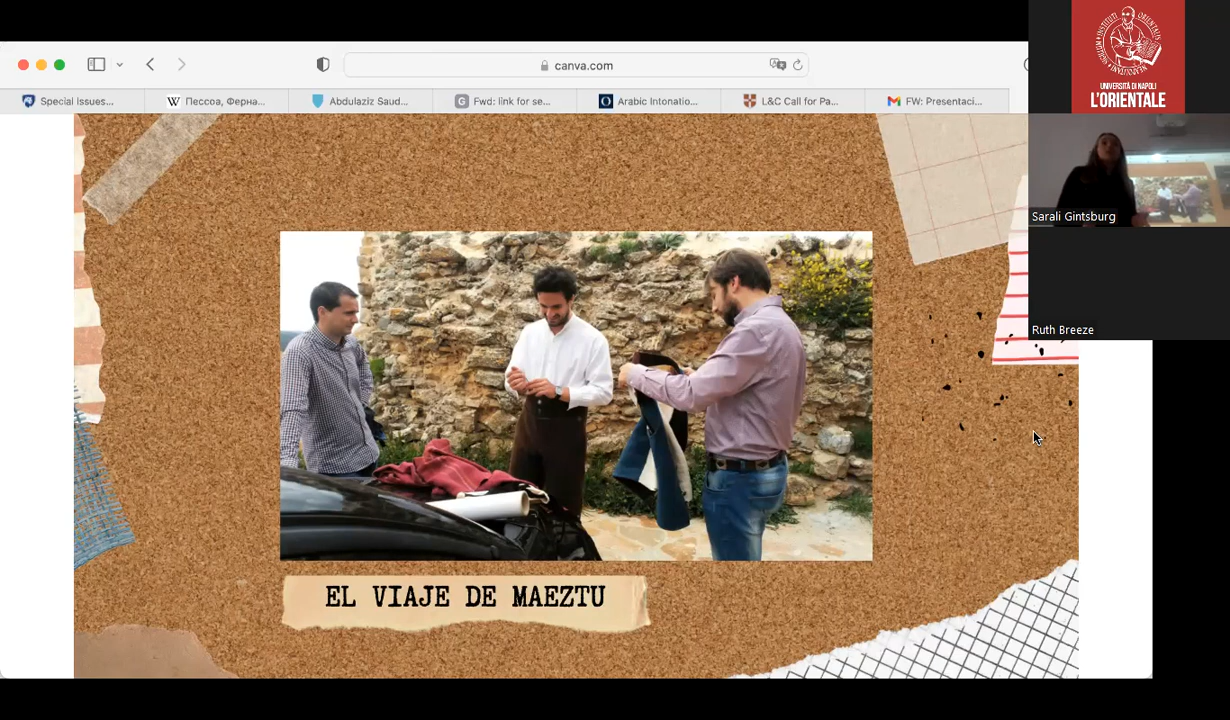 canva.com
Special Issues...
Пессоа, Ферна...
Abdulaziz Saud...
Fwd: link for se...
Arabic Intonatio...
L&C Call for Pa...
FW: Presentaci...
UNIVERSITÀ DI NAPOLI
L'ORIENTALE
Sarali Gintsburg
Ruth Breeze
EL VIAJE DE MAEZTU